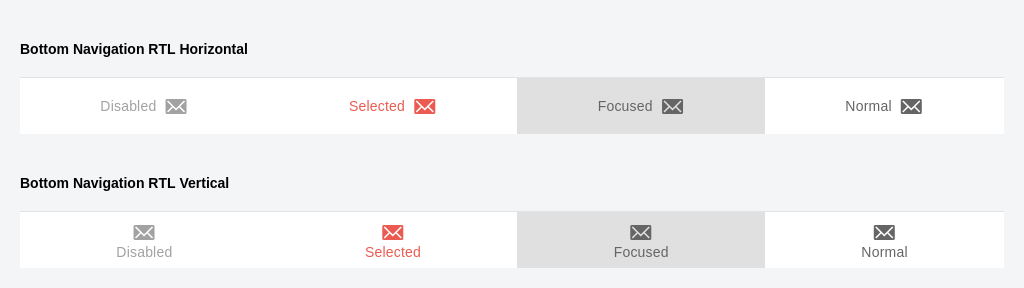 Bottom Navigation RTL Horizontal
Disabled Selected Focused Normal
Bottom Navigation RTL Vertical
Disabled Selected Focused Normal